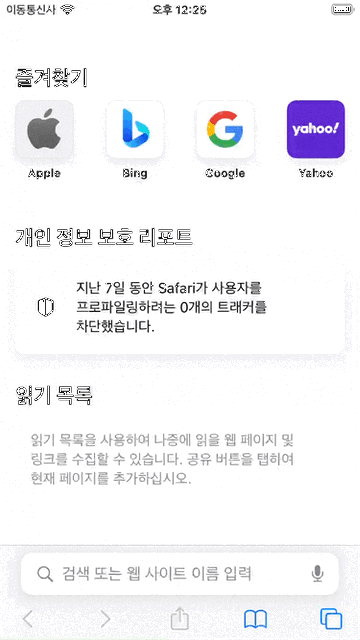 이동통신사 오후 12:25
즐겨찾기
yahoo!
Apple Bing Google Yahoo
개인 정보 보호 리포트
지난 7일 동안 Safari가 사용자를
프로파일링하려는 0개의 트래커를
차단했습니다.
읽기 목록
읽기 목록을 사용하여 나중에 읽을 웹 페이지 및
링크를 수집할 수 있습니다. 공유 버튼을 탭하여
현재 페이지를 추가하십시오.
검색 또는 웹 사이트 이름 입력